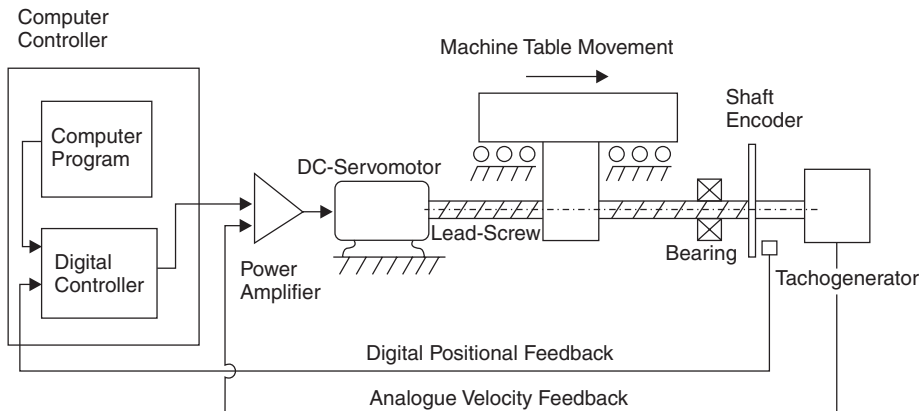 Computer
Controller
Machine Table Movement
Shaft
Encoder
Computer
Program
DC-Servomotor
Lead-Screw
Bearing
Digital
Controller
Power
Amplifier
Tachogenerator
Digital Positional Feedback
Analogue Velocity Feedback